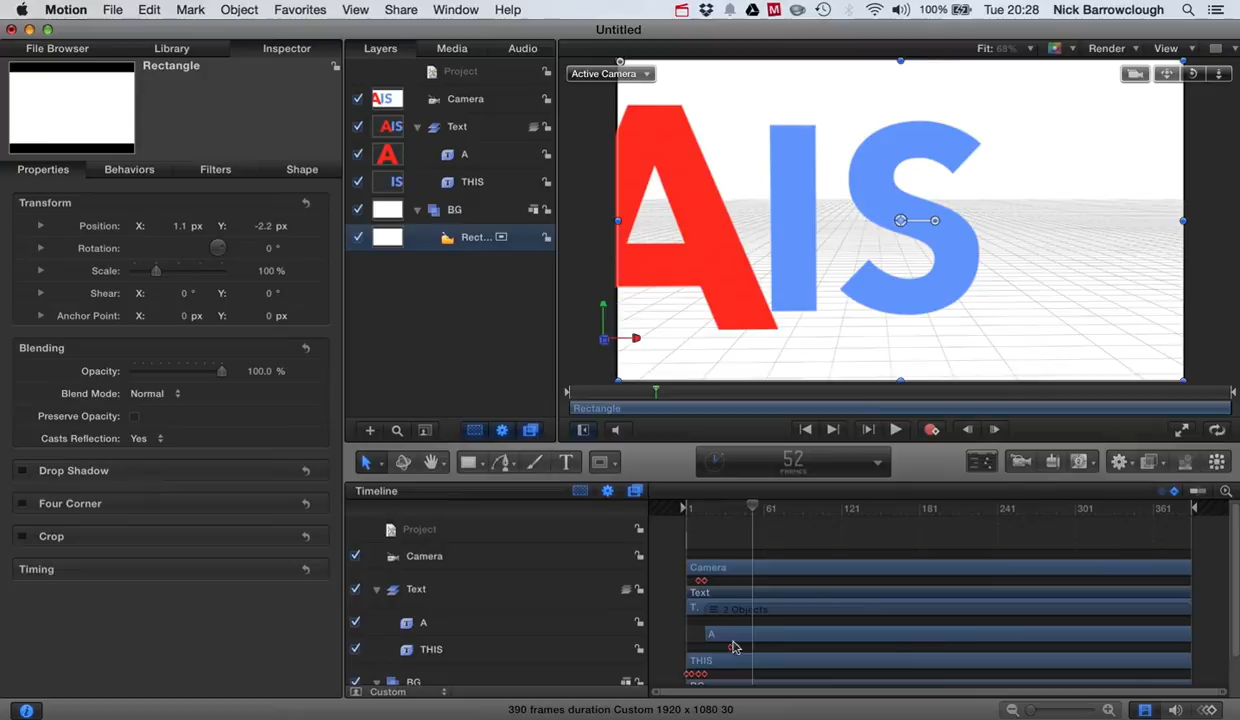 Motion File Edit Mark Object Favorites View Share Window Help 100% Tue 20:28 Nick Barrowclough
Untitled
File Browser Library Inspector Layers Media Audio Fit: 68% Render View
Rectangle
Project
Active Camera
Camera
Text
A
THIS
BG
Rect...
A IS
Properties Behaviors Filters Shape
Transform
Position: X: 1.1 px Y: -2.2 px
Rotation: 0 °
Scale: 100 %
Shear: X: 0 ° Y: 0 °
Anchor Point: X: 0 px Y: 0 px
Blending
Opacity: 100.0 %
Blend Mode: Normal
Preserve Opacity:
Casts Reflection: Yes
Drop Shadow
Four Corner
Crop
Timing
Rectangle
T 52
FRAMES
Timeline
1 61 121 181 241 301 361
Project
Camera Camera
Text Text
T. 2 Objects
A A
THIS THIS
BG
Custom
390 frames duration Custom 1920 x 1080 30